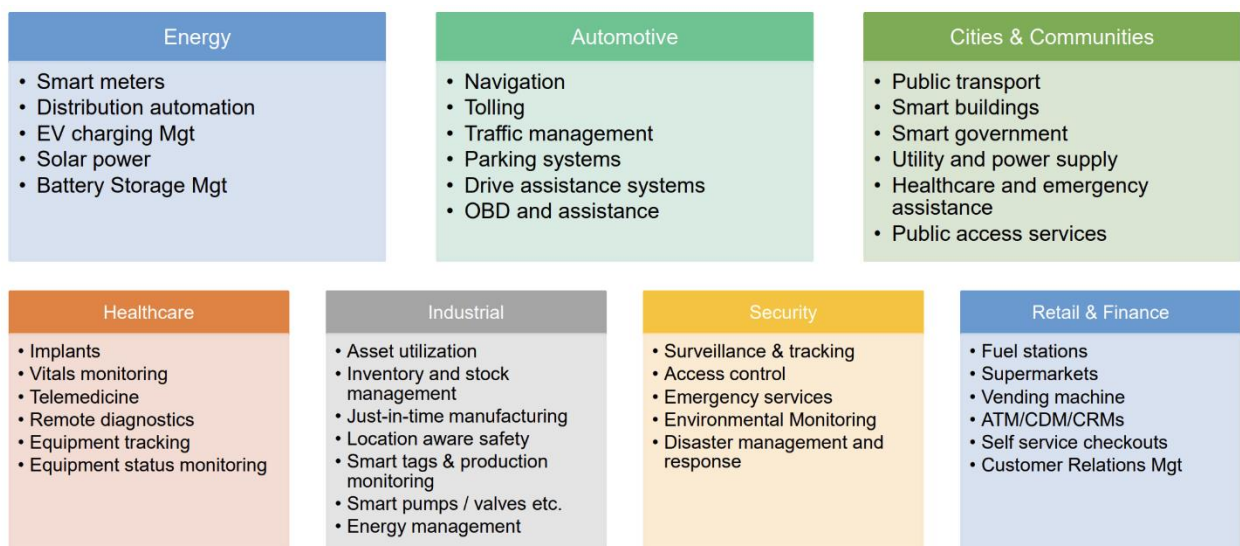 Energy
• Smart meters
• Distribution automation
• EV charging Mgt
• Solar power
• Battery Storage Mgt
Automotive
• Navigation
• Tolling
• Traffic management
• Parking systems
• Drive assistance systems
• OBD and assistance
Cities & Communities
• Public transport
• Smart buildings
• Smart government
• Utility and power supply
• Healthcare and emergency
assistance
• Public access services
Healthcare
• Implants
• Vitals monitoring
• Telemedicine
• Remote diagnostics
• Equipment tracking
• Equipment status monitoring
Industrial
• Asset utilization
• Inventory and stock
management
• Just-in-time manufacturing
• Location aware safety
• Smart tags & production
monitoring
• Smart pumps / valves etc.
• Energy management
Security
• Surveillance & tracking
• Access control
• Emergency services
• Environmental Monitoring
• Disaster management and
response
Retail & Finance
• Fuel stations
• Supermarkets
• Vending machine
• ATM/CDM/CRMs
• Self service checkouts
• Customer Relations Mgt